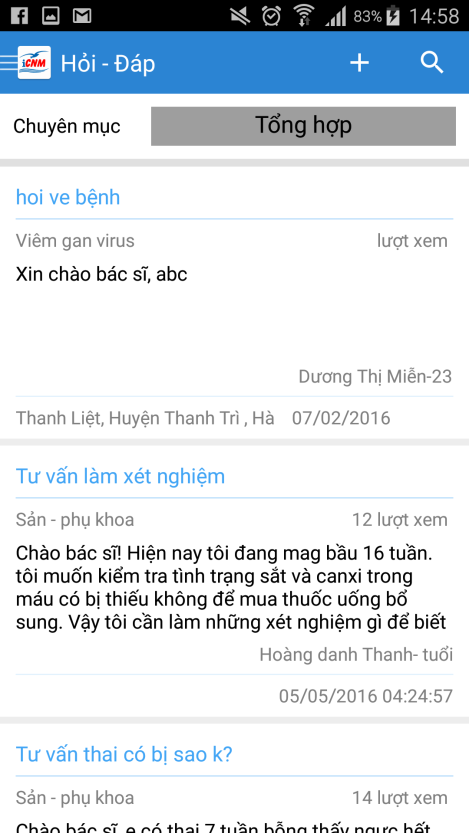 83% 14:58
iCNM Hỏi - Đáp
Chuyên mục Tổng hợp
hoi ve bệnh
Viêm gan virus lượt xem
Xin chào bác sĩ, abc
Dương Thị Miễn-23
Thanh Liệt, Huyện Thanh Trì , Hà 07/02/2016
Tư vấn làm xét nghiệm
Sản - phụ khoa 12 lượt xem
Chào bác sĩ! Hiện nay tôi đang mag bầu 16 tuần.
tôi muốn kiểm tra tình trạng sắt và canxi trong
máu có bị thiếu không để mua thuốc uống bổ
sung. Vậy tôi cần làm những xét nghiệm gì để biết
Hoàng danh Thanh- tuổi
05/05/2016 04:24:57
Tư vấn thai có bị sao k?
Sản - phụ khoa 14 lượt xem
Chào bác sĩ, e có thai 7 tuần bỗng thấy ngực hết